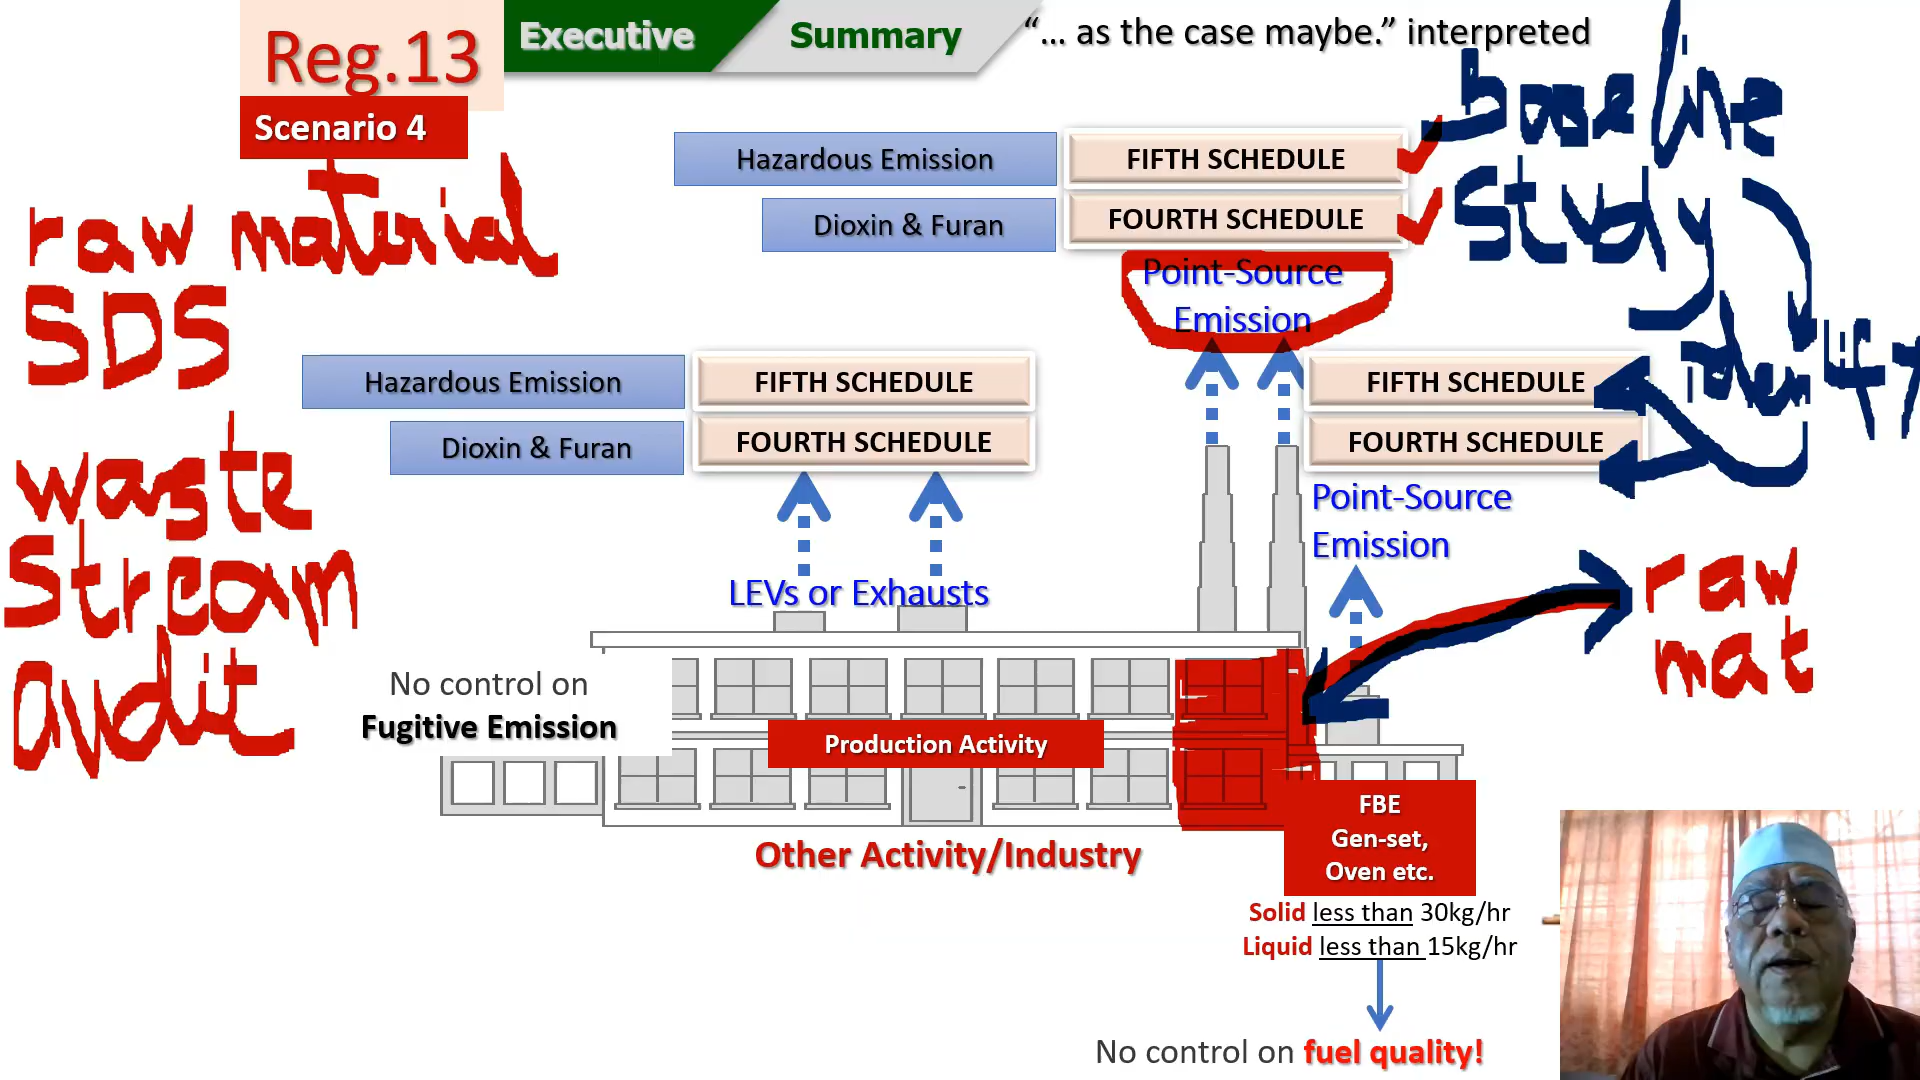 Reg.13
Executive Summary
"... as the case maybe." interpreted
Scenario 4
baseline
study
identify
Hazardous Emission
FIFTH SCHEDULE
Dioxin & Furan
FOURTH SCHEDULE
Point-Source
Emission
raw material
SDS
waste
stream
audit
Hazardous Emission
FIFTH SCHEDULE
Dioxin & Furan
FOURTH SCHEDULE
LEVs or Exhausts
FIFTH SCHEDULE
FOURTH SCHEDULE
Point-Source
Emission
raw
mat
No control on
Fugitive Emission
Production Activity
Other Activity/Industry
FBE
Gen-set,
Oven etc.
Solid less than 30kg/hr
Liquid less than 15kg/hr
No control on fuel quality!